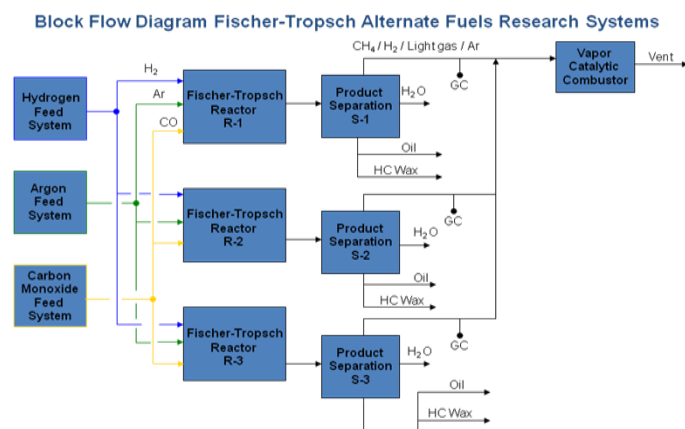 Block Flow Diagram Fischer-Tropsch Alternate Fuels Research Systems
CH₄ / H₂ / Light gas / Ar
Vapor
Catalytic
Combustor
Vent
Hydrogen
Feed
System
H₂
Ar
CO
Fischer-Tropsch
Reactor
R-1
Product
Separation
S-1
GC
H₂O
Oil
HC Wax
Argon
Feed
System
Fischer-Tropsch
Reactor
R-2
Product
Separation
S-2
GC
H₂O
Oil
HC Wax
Carbon
Monoxide
Feed
System
Fischer-Tropsch
Reactor
R-3
Product
Separation
S-3
GC
H₂O
Oil
HC Wax